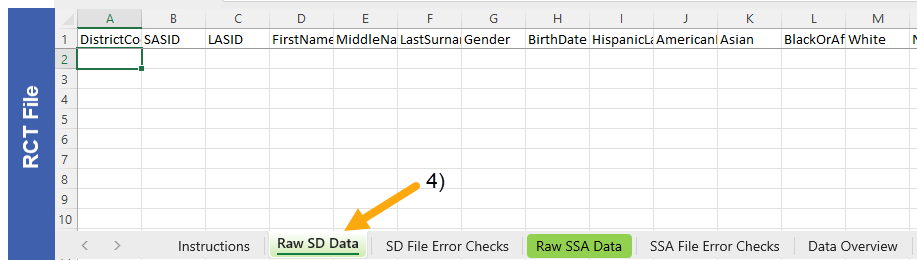 RCT File
A B C D E F G H I J K L M
1 DistrictCo SASID LASID FirstName MiddleNa LastSurnar Gender BirthDate HispanicLa AmericanI Asian BlackOrAf White
2
3
4
5
6
7
8
9
10
4)
Instructions Raw SD Data SD File Error Checks Raw SSA Data SSA File Error Checks Data Overview